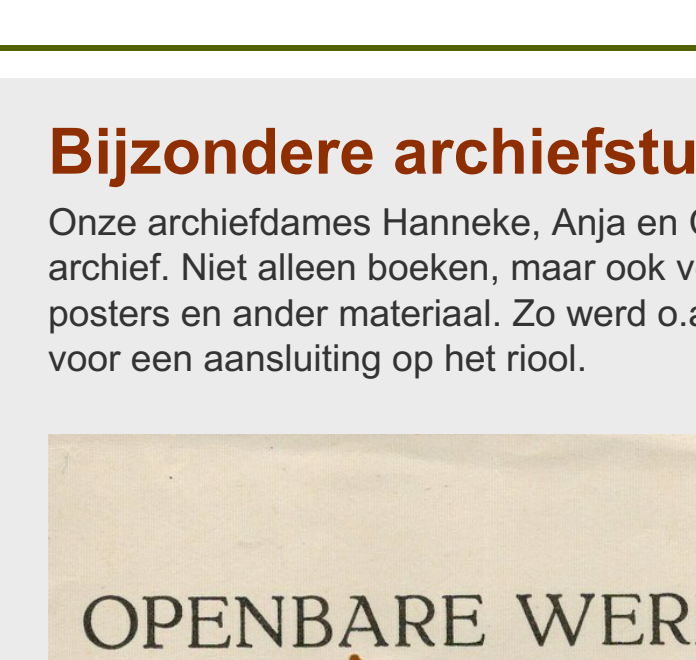 Bijzondere archiefstu
Onze archiefdames Hanneke, Anja en
archief. Niet alleen boeken, maar ook v
posters en ander materiaal. Zo werd o.a
voor een aansluiting op het riool.
OPENBARE WER